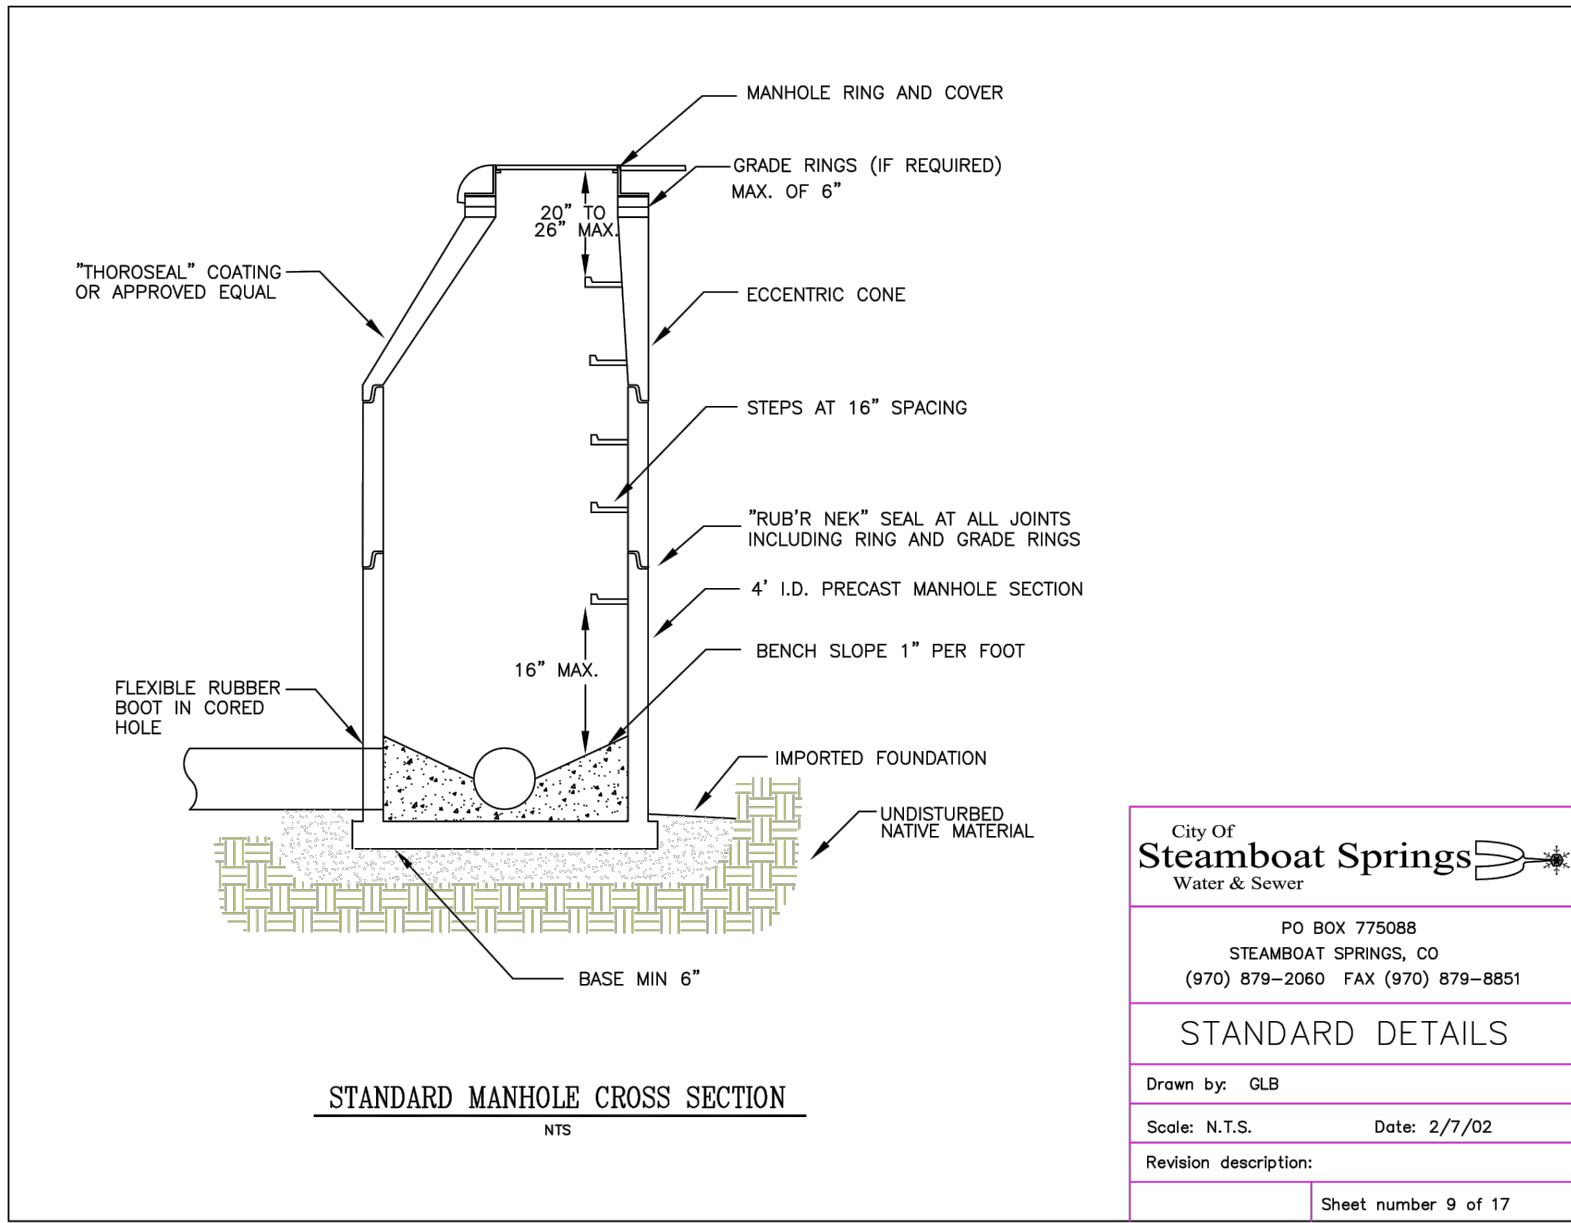 MANHOLE RING AND COVER
GRADE RINGS (IF REQUIRED)
MAX. OF 6”
20” TO
26” MAX.
”THOROSEAL” COATING
OR APPROVED EQUAL
ECCENTRIC CONE
STEPS AT 16” SPACING
”RUB’R NEK” SEAL AT ALL JOINTS
INCLUDING RING AND GRADE RINGS
4’ I.D. PRECAST MANHOLE SECTION
BENCH SLOPE 1” PER FOOT
16” MAX.
FLEXIBLE RUBBER
BOOT IN CORED
HOLE
IMPORTED FOUNDATION
UNDISTURBED
NATIVE MATERIAL
BASE MIN 6”
STANDARD MANHOLE CROSS SECTION
NTS
City Of
Steamboat Springs
Water & Sewer
PO BOX 775088
STEAMBOAT SPRINGS, CO
(970) 879-2060 FAX (970) 879-8851
STANDARD DETAILS
Drawn by: GLB
Scale: N.T.S. Date: 2/7/02
Revision description:
Sheet number 9 of 17